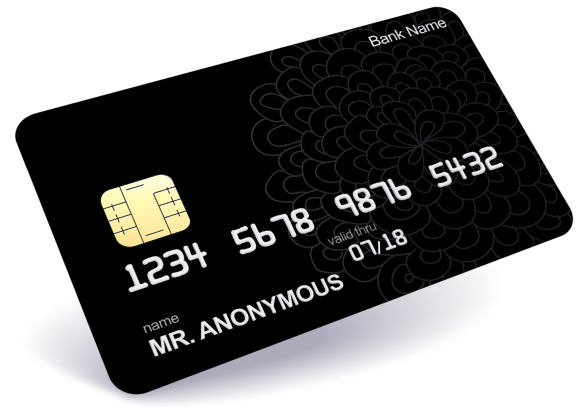 Bank Name
1234 5678 9876 5432
valid thru
07/18
name
MR. ANONYMOUS